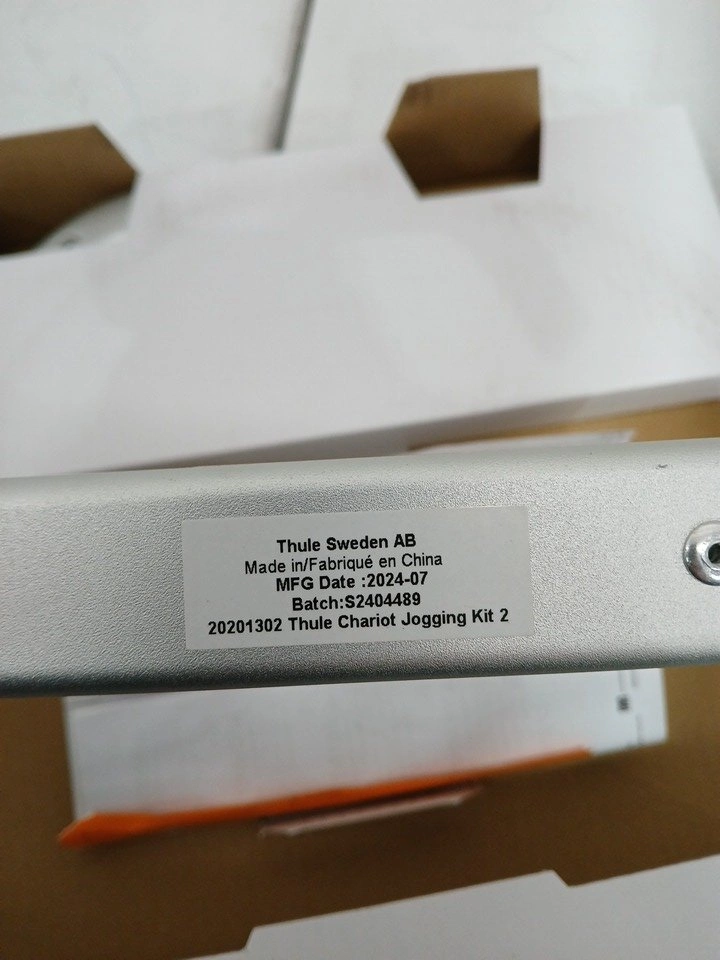 Thule Sweden AB
Made in/Fabriqué en China
MFG Date :2024-07
Batch:S2404489
20201302 Thule Chariot Jogging Kit 2